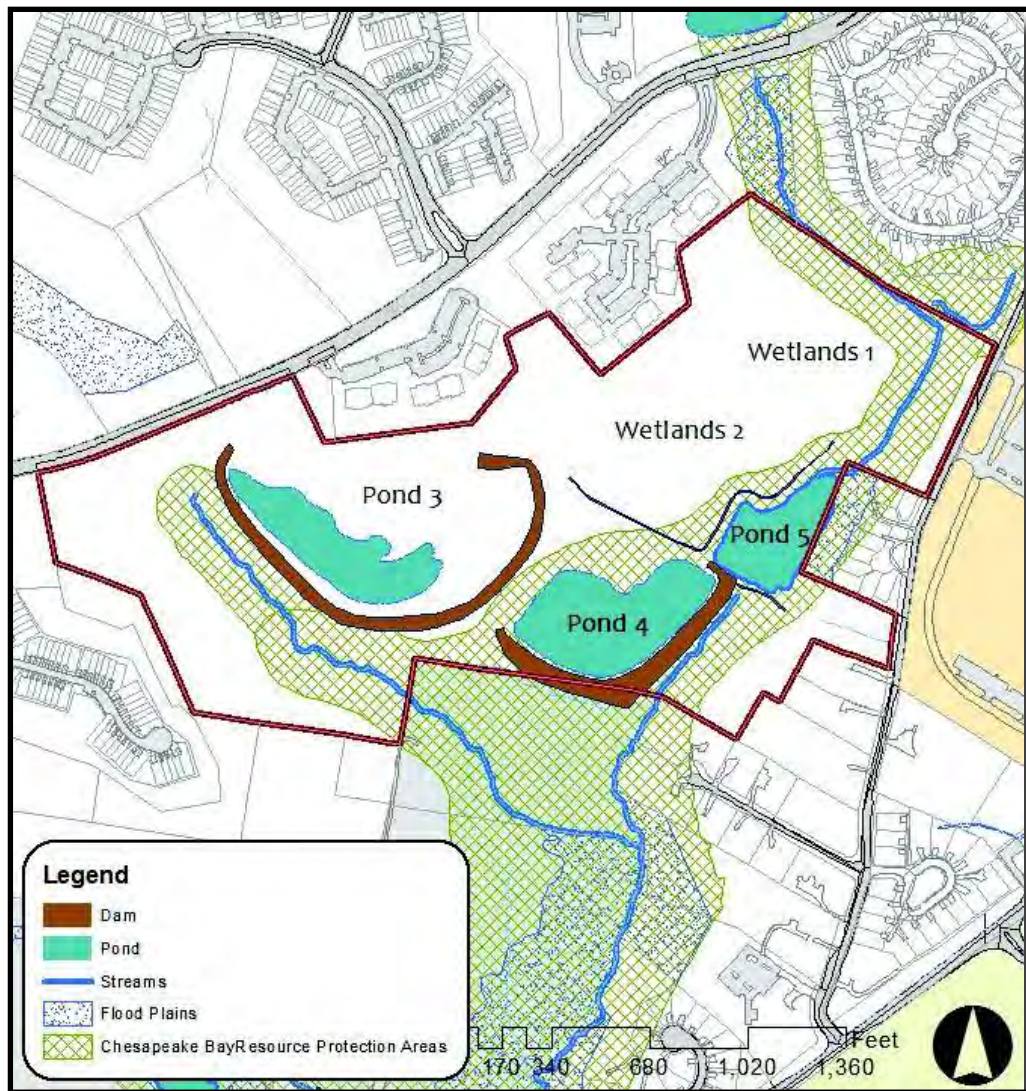 Wetlands 1
Wetlands 2
Pond 3
Pond 5
Pond 4
Legend
Dam
Pond
Streams
Flood Plains
Chesapeake BayResource Protection Areas
170 340 680 1,020 1,360
Feet